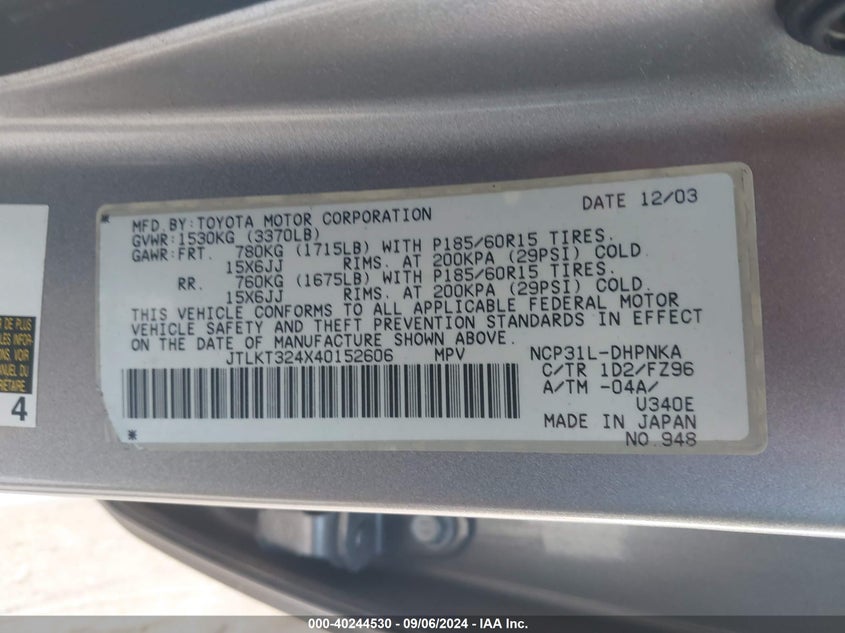 DATE 12/03
MFD.BY:TOYOTA MOTOR CORPORATION
GVWR:1530KG (3370LB)
GAWR:FRT. 780KG (1715LB) WITH P185/60R15 TIRES.
15X6JJ RIMS. AT 200KPA (29PSI) COLD.
RR. 760KG (1675LB) WITH P185/60R15 TIRES.
15X6JJ RIMS. AT 200KPA (29PSI) COLD.
THIS VEHICLE CONFORMS TO ALL APPLICABLE FEDERAL MOTOR
VEHICLE SAFETY AND THEFT PREVENTION STANDARDS IN EFFECT
ON THE DATE OF MANUFACTURE SHOWN ABOVE.
JTLKT324X40152606 MPV NCP31L-DHPNKA
C/TR 1D2/FZ96
A/TM -04A/
U340E
MADE IN JAPAN
NO.948
DE PLUS
INFOS, VOIR
4
000-40244530 - 09/06/2024 - IAA Inc.